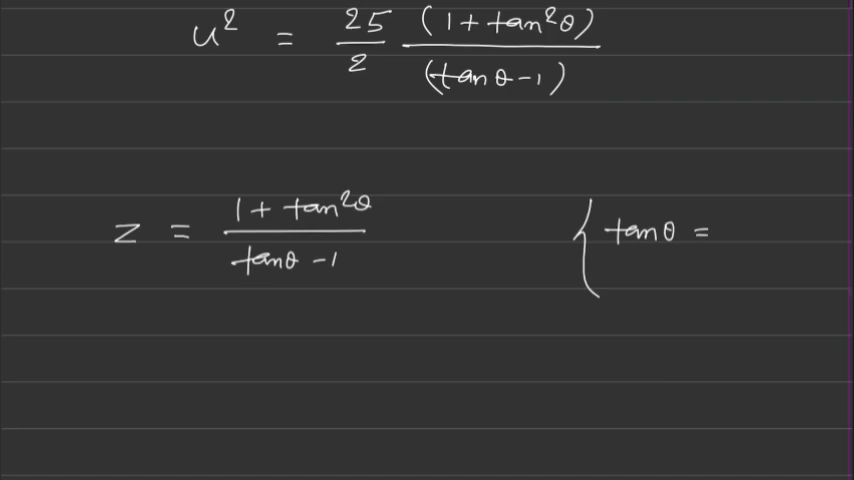 u² = 25/2 (1 + tan²θ)/(tanθ - 1)
z = (1 + tan²θ)/(tanθ - 1) { tanθ =